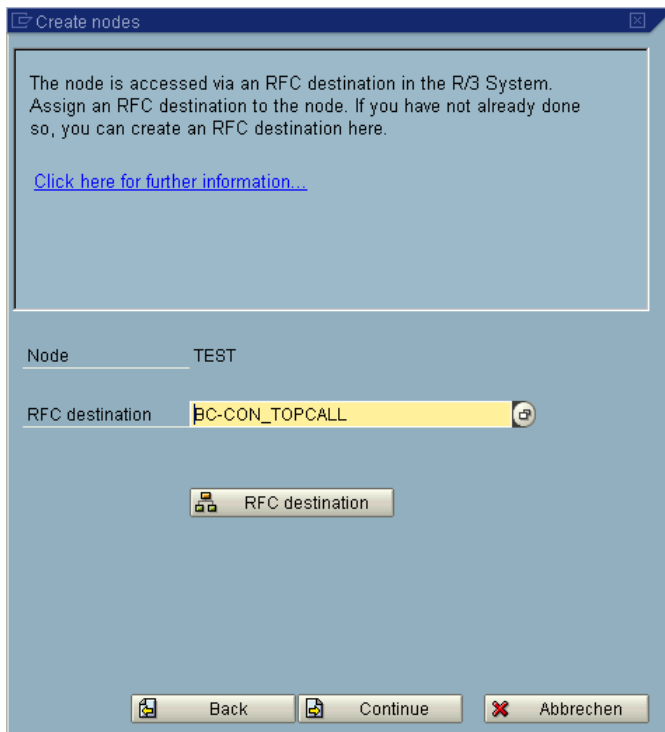 Create nodes
The node is accessed via an RFC destination in the R/3 System.
Assign an RFC destination to the node. If you have not already done
so, you can create an RFC destination here.
Click here for further information...
Node TEST
RFC destination BC-CON_TOPCALL
RFC destination
Back Continue Abbrechen